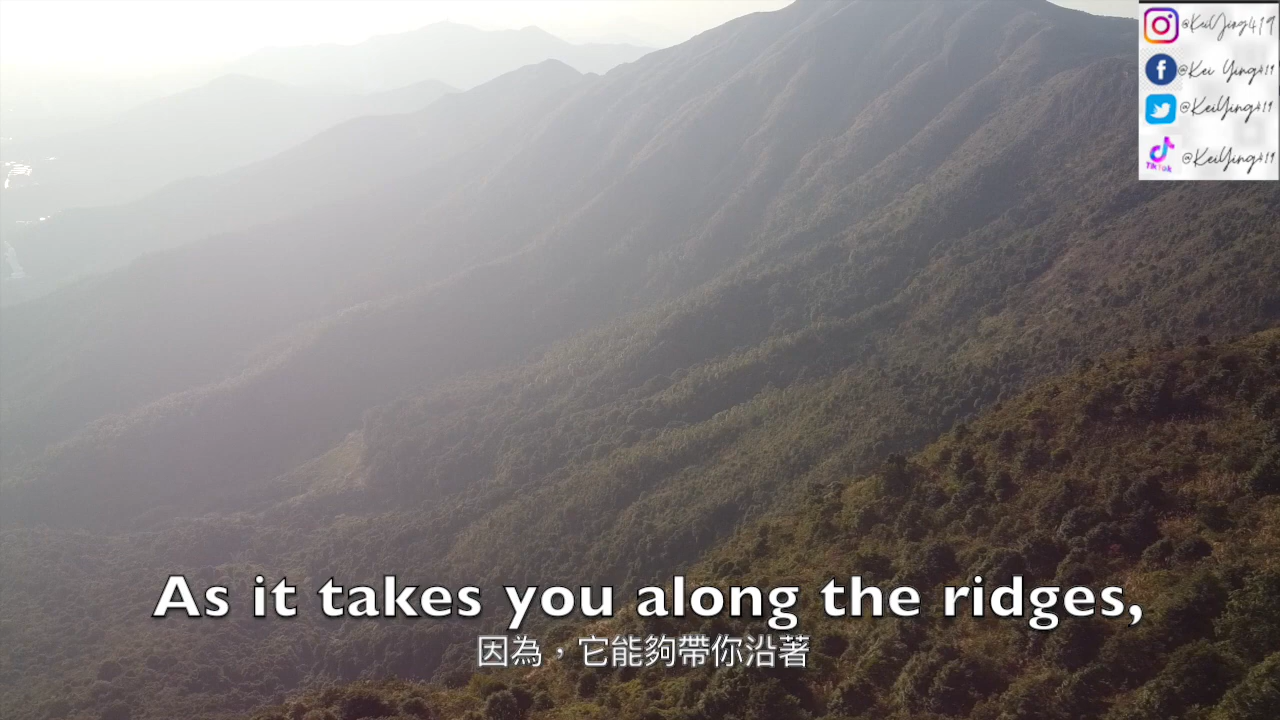 @KeiYing419
@Kei Ying419
@KeiYing419
TikTok
@KeiYing419
As it takes you along the ridges,
因為，它能夠帶你沿著